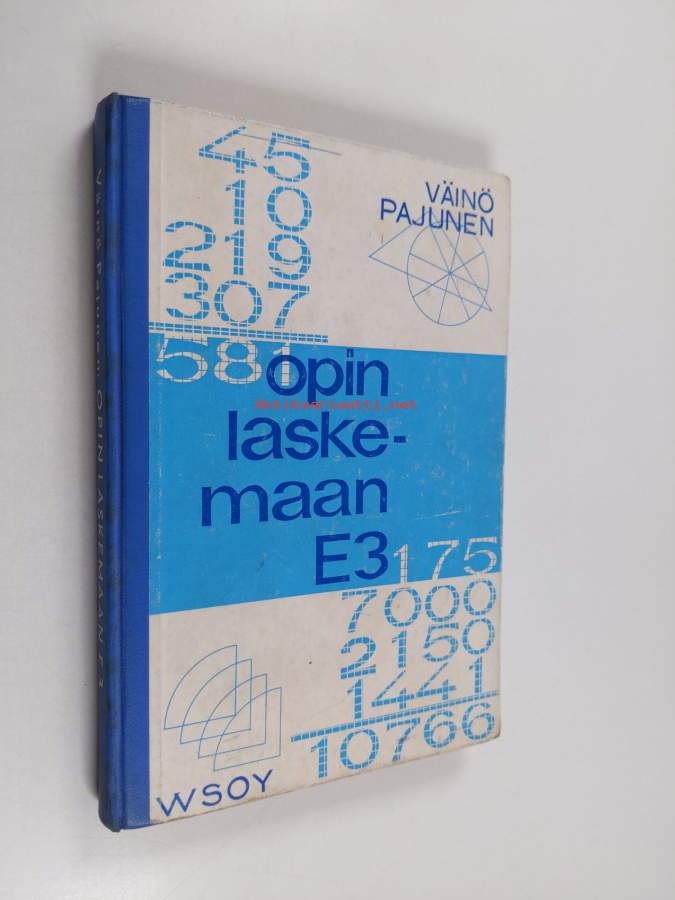 45
10
219
307
581
VÄINÖ
PAJUNEN
opin
laske-
maan
E3
Antikvariaatti.net
175
7000
2150
1441
10766
WSOY
Väinö Pajunen OPIN LASKEMAAN E 3